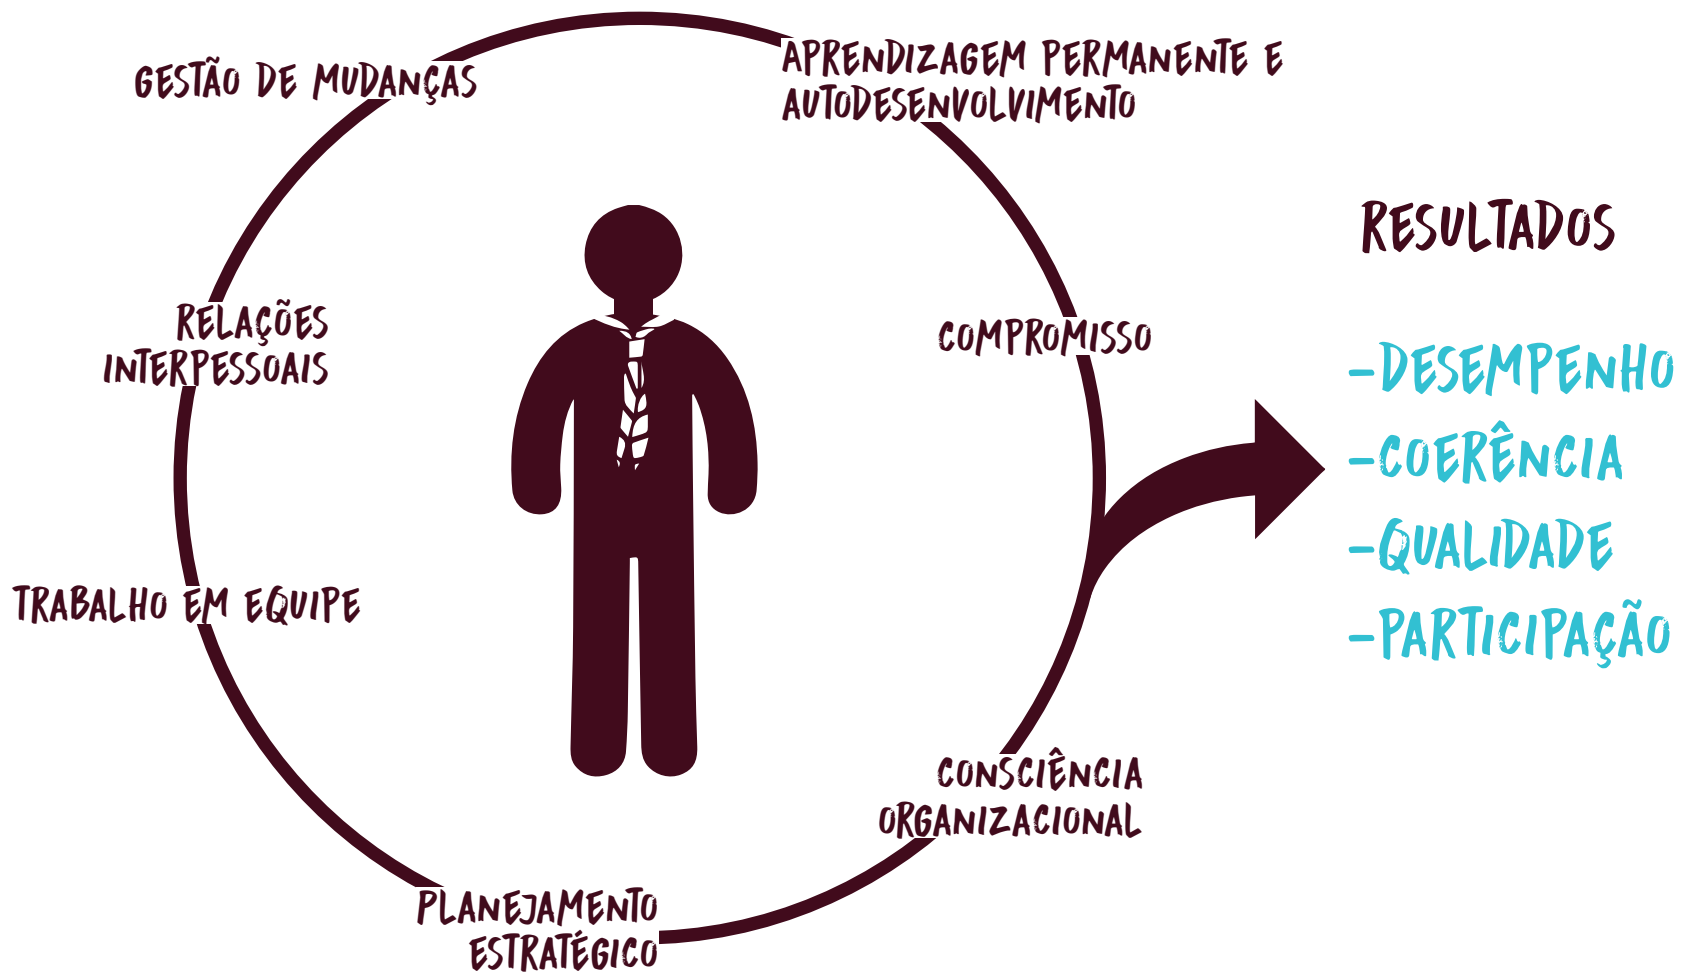 GESTÃO DE MUDANÇAS
APRENDIZAGEM PERMANENTE E
AUTODESENVOLVIMENTO
RELAÇÕES
INTERPESSOAIS
COMPROMISSO
TRABALHO EM EQUIPE
CONSCIÊNCIA
ORGANIZACIONAL
PLANEJAMENTO
ESTRATÉGICO
RESULTADOS
-DESEMPENHO
-COERÊNCIA
-QUALIDADE
-PARTICIPAÇÃO